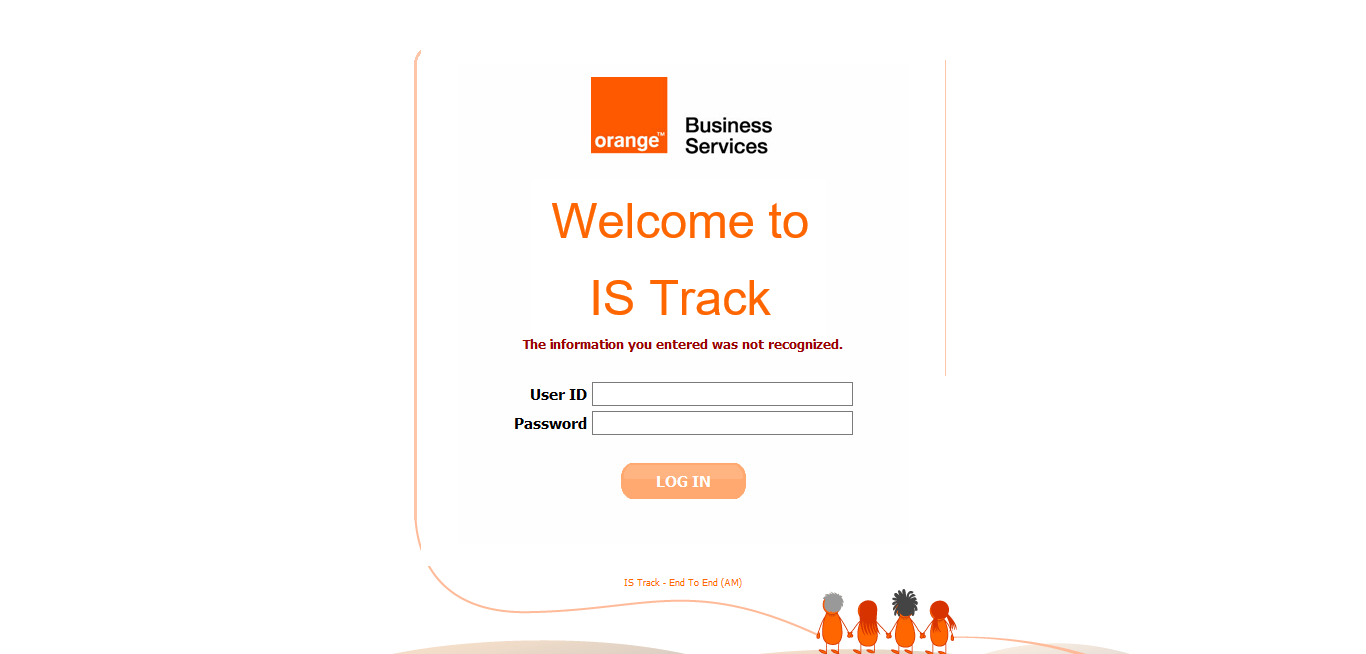 orange™
Business
Services
Welcome to
IS Track
The information you entered was not recognized.
User ID
Password
LOG IN
IS Track - End To End (AM)